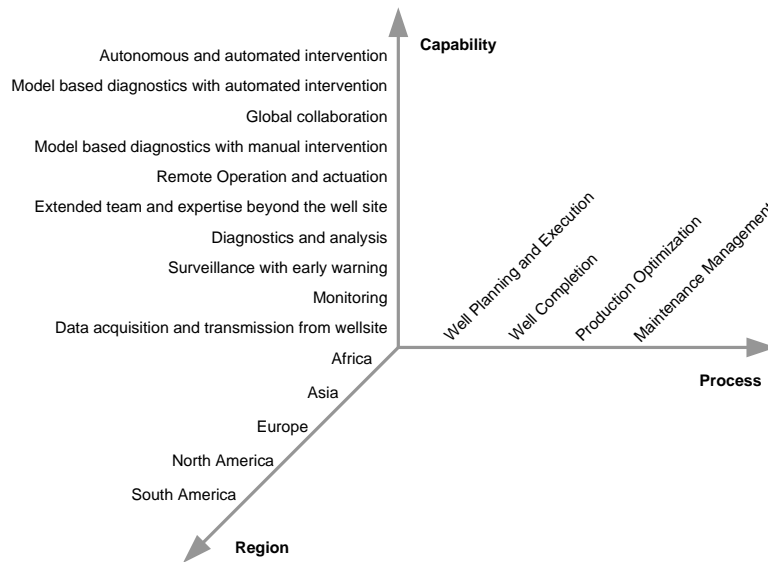 Capability
Autonomous and automated intervention
Model based diagnostics with automated intervention
Global collaboration
Model based diagnostics with manual intervention
Remote Operation and actuation
Extended team and expertise beyond the well site
Diagnostics and analysis
Surveillance with early warning
Monitoring
Data acquisition and transmission from wellsite
Well Planning and Execution
Well Completion
Production Optimization
Maintenance Management
Process
Africa
Asia
Europe
North America
South America
Region